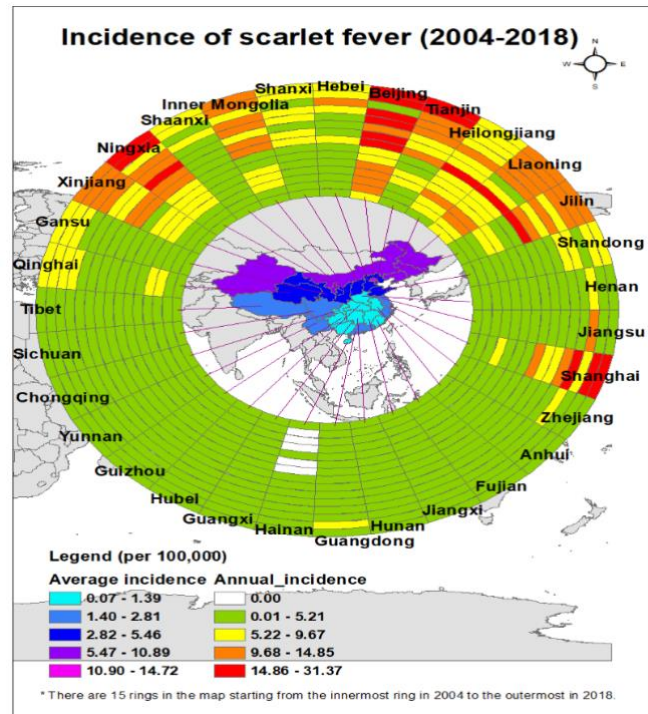 Incidence of scarlet fever (2004-2018)
N
W E
S
Hebei
Beijing
Tianjin
Heilongjiang
Liaoning
Jilin
Shandong
Henan
Jiangsu
Shanghai
Zhejiang
Anhui
Fujian
Jiangxi
Hunan
Guangdong
Hainan
Guangxi
Hubei
Guizhou
Yunnan
Chongqing
Sichuan
Tibet
Qinghai
Gansu
Xinjiang
Ningxia
Shaanxi
Inner Mongolia
Shanxi
Legend (per 100,000)
Average incidence Annual_incidence
0.07 - 1.39 0.00
1.40 - 2.81 0.01 - 5.21
2.82 - 5.46 5.22 - 9.67
5.47 - 10.89 9.68 - 14.85
10.90 - 14.72 14.86 - 31.37
* There are 15 rings in the map starting from the innermost ring in 2004 to the outermost in 2018.